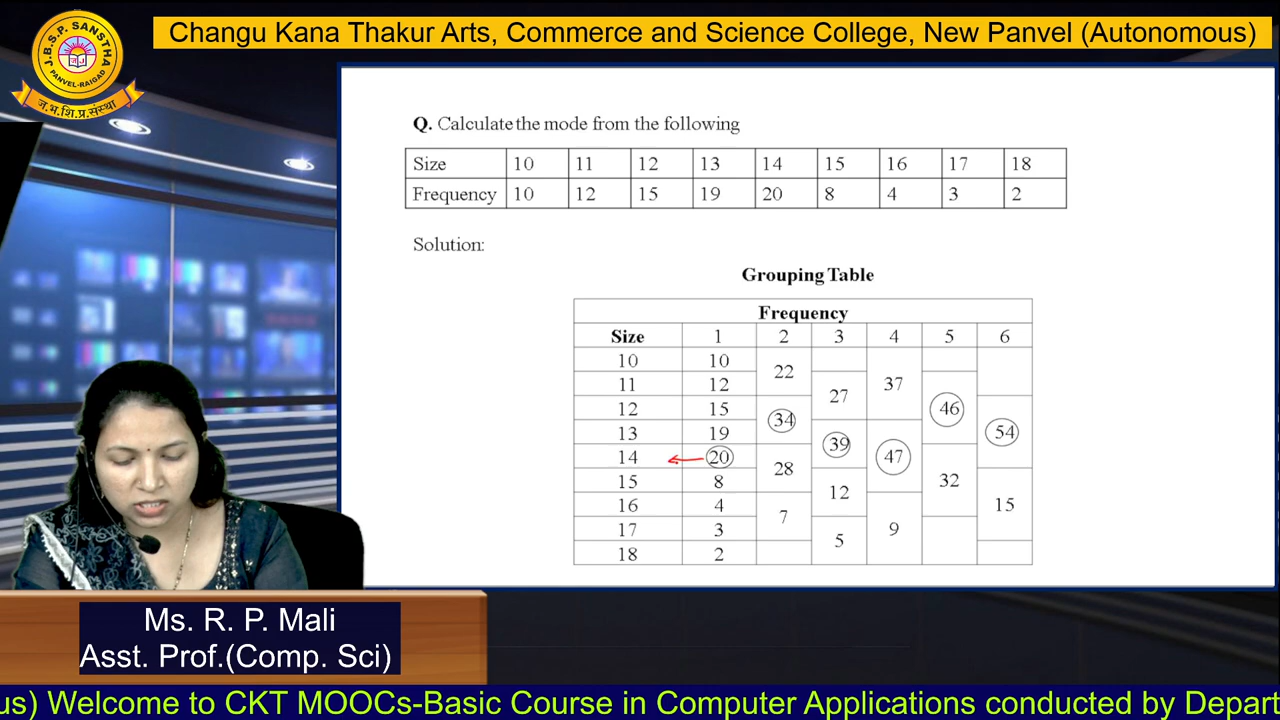 J.B.S.P. SANSTHA
PANVEL-RAIGAD
ज.भ.शि.प्र.संस्था
Changu Kana Thakur Arts, Commerce and Science College, New Panvel (Autonomous)
Q. Calculate the mode from the following
Size 10 11 12 13 14 15 16 17 18
Frequency 10 12 15 19 20 8 4 3 2
Solution:
Grouping Table
Frequency
Size 1 2 3 4 5 6
10 10
22
11 12 37
27
12 15 46
34
13 19 54
39
14 20 47
28
15 8 32
12
16 4 15
7
17 3 9
5
18 2
Ms. R. P. Mali
Asst. Prof.(Comp. Sci)
us) Welcome to CKT MOOCs-Basic Course in Computer Applications conducted by Depart